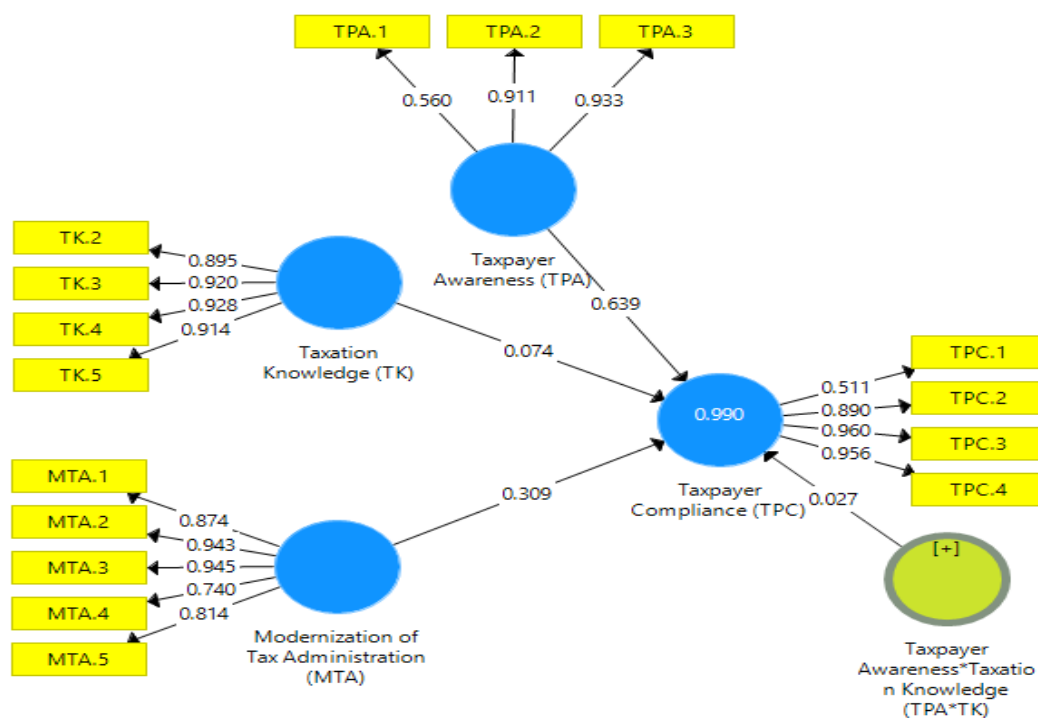 TPA.1
TPA.2
TPA.3
0.560
0.911
0.933
Taxpayer
Awareness (TPA)
0.639
TK.2
TK.3
TK.4
TK.5
0.895
0.920
0.928
0.914
Taxation
Knowledge (TK)
0.074
MTA.1
MTA.2
MTA.3
MTA.4
MTA.5
0.874
0.943
0.945
0.740
0.814
Modernization of
Tax Administration
(MTA)
0.309
0.990
Taxpayer
Compliance (TPC)
0.511
0.890
0.960
0.956
TPC.1
TPC.2
TPC.3
TPC.4
0.027
[+]
Taxpayer
Awareness*Taxatio
n Knowledge
(TPA*TK)